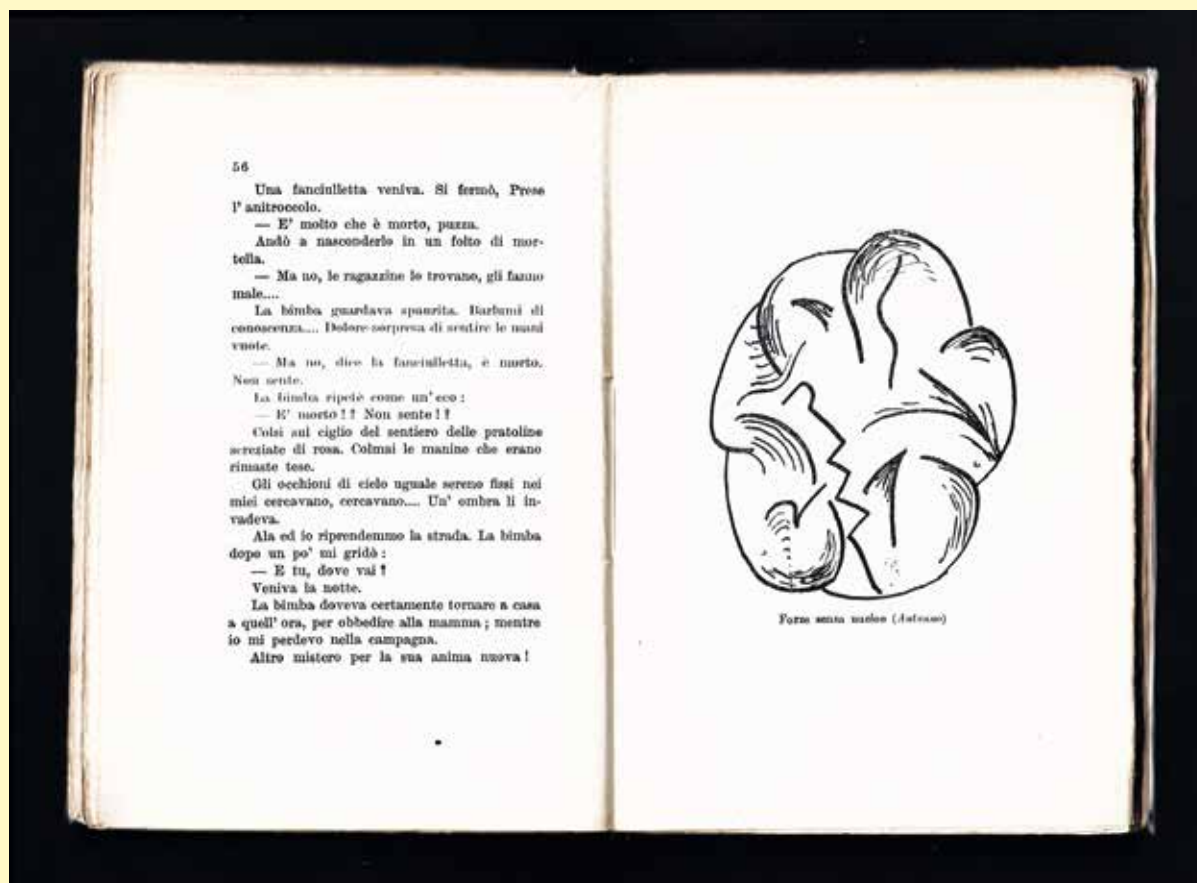 56
Una fanciulletta veniva. Si fermò, Prese
l' anitroccolo.
— E' molto che è morto, puzza.
Andò a nasconderlo in un folto di mor-
tella.
— Ma no, le ragazzine lo trovano, gli fanno
male....
La bimba guardava spaurita. Barlumi di
conoscenza.... Dolore-sorpresa di sentire le mani
vuote.
— Ma no, dice la fanciulletta, è morto.
Non sente.
La bimba ripetè come un' eco :
— E' morto !? Non sente !?
Colsi sul ciglio del sentiero delle pratoline
screziate di rosa. Colmai le manine che erano
rimaste tese.
Gli occhioni di cielo uguale sereno fissi nei
miei cercavano, cercavano.... Un' ombra li in-
vadeva.
Ala ed io riprendemmo la strada. La bimba
dopo un po' mi gridò :
— E tu, dove vai ?
Veniva la notte.
La bimba doveva certamente tornare a casa
a quell' ora, per obbedire alla mamma ; mentre
io mi perdevo nella campagna.
Altro mistero per la sua anima nuova !
Forze senza nucleo (Autunno)